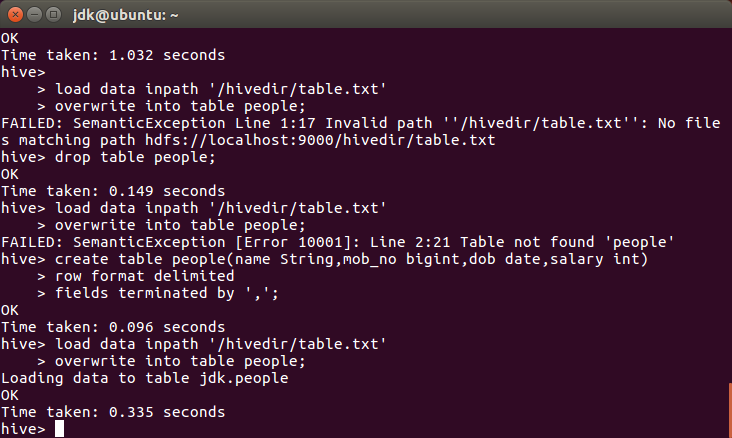 jdk@ubuntu: ~
OK
Time taken: 1.032 seconds
hive>
    > load data inpath '/hivedir/table.txt'
    > overwrite into table people;
FAILED: SemanticException Line 1:17 Invalid path ''/hivedir/table.txt'': No file
s matching path hdfs://localhost:9000/hivedir/table.txt
hive> drop table people;
OK
Time taken: 0.149 seconds
hive> load data inpath '/hivedir/table.txt'
    > overwrite into table people;
FAILED: SemanticException [Error 10001]: Line 2:21 Table not found 'people'
hive> create table people(name String,mob_no bigint,dob date,salary int)
    > row format delimited
    > fields terminated by ',';
OK
Time taken: 0.096 seconds
hive> load data inpath '/hivedir/table.txt'
    > overwrite into table people;
Loading data to table jdk.people
OK
Time taken: 0.335 seconds
hive>